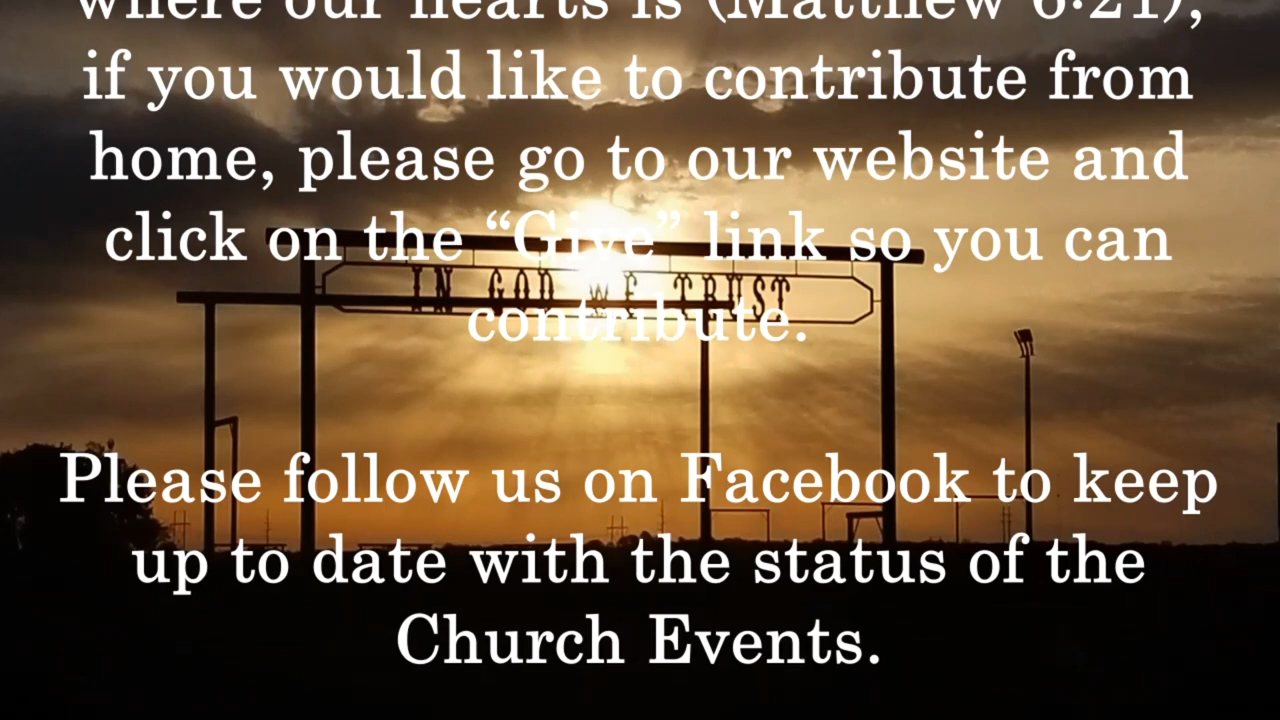 where our hearts is (Matthew 6:21),
if you would like to contribute from
home, please go to our website and
click on the “Give” link so you can
IN GOD WE TRUST
contribute.
Please follow us on Facebook to keep
up to date with the status of the
Church Events.